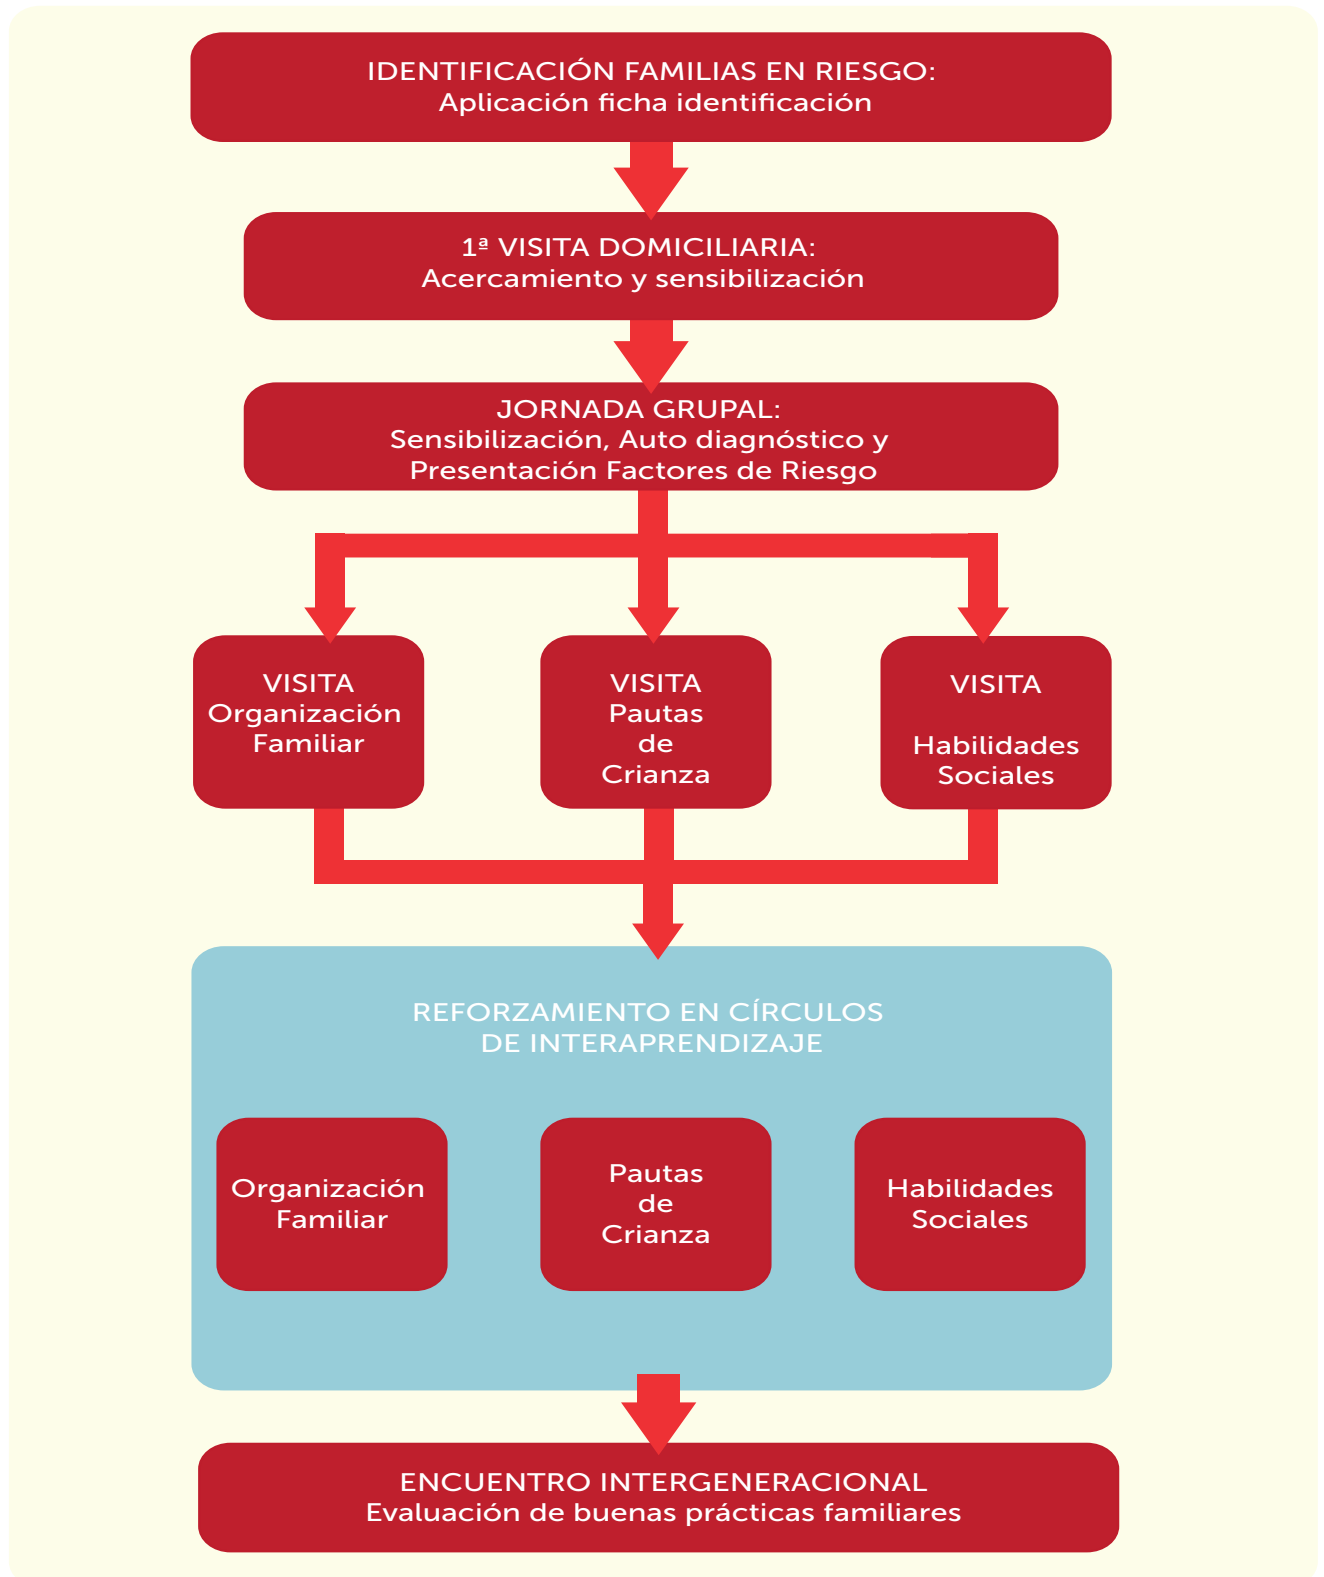 IDENTIFICACIÓN FAMILIAS EN RIESGO:
Aplicación ficha identificación
1ª VISITA DOMICILIARIA:
Acercamiento y sensibilización
JORNADA GRUPAL:
Sensibilización, Auto diagnóstico y
Presentación Factores de Riesgo
VISITA
Organización
Familiar
VISITA
Pautas
de
Crianza
VISITA
Habilidades
Sociales
REFORZAMIENTO EN CÍRCULOS
DE INTERAPRENDIZAJE
Organización
Familiar
Pautas
de
Crianza
Habilidades
Sociales
ENCUENTRO INTERGENERACIONAL
Evaluación de buenas prácticas familiares